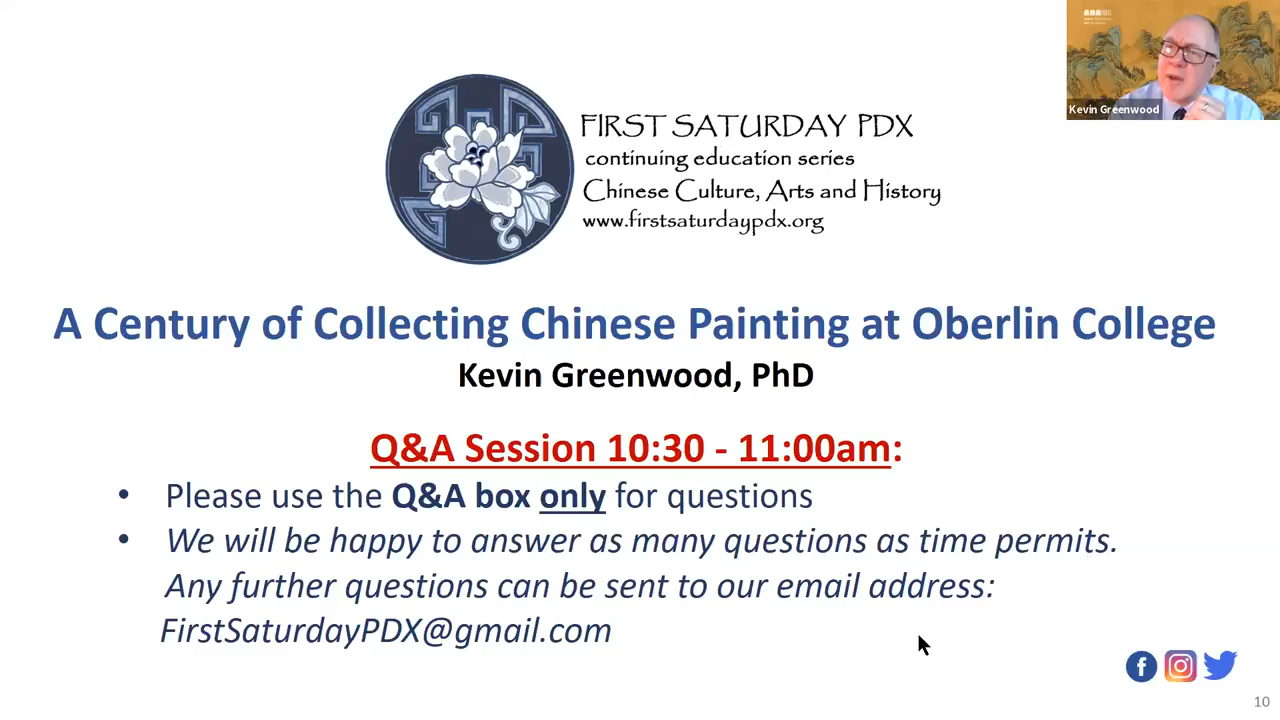 Kevin Greenwood
FIRST SATURDAY PDX
continuing education series
Chinese Culture, Arts and History
www.firstsaturdaypdx.org
A Century of Collecting Chinese Painting at Oberlin College
Kevin Greenwood, PhD
Q&A Session 10:30 - 11:00am:
• Please use the Q&A box only for questions
• We will be happy to answer as many questions as time permits.
Any further questions can be sent to our email address:
FirstSaturdayPDX@gmail.com
10